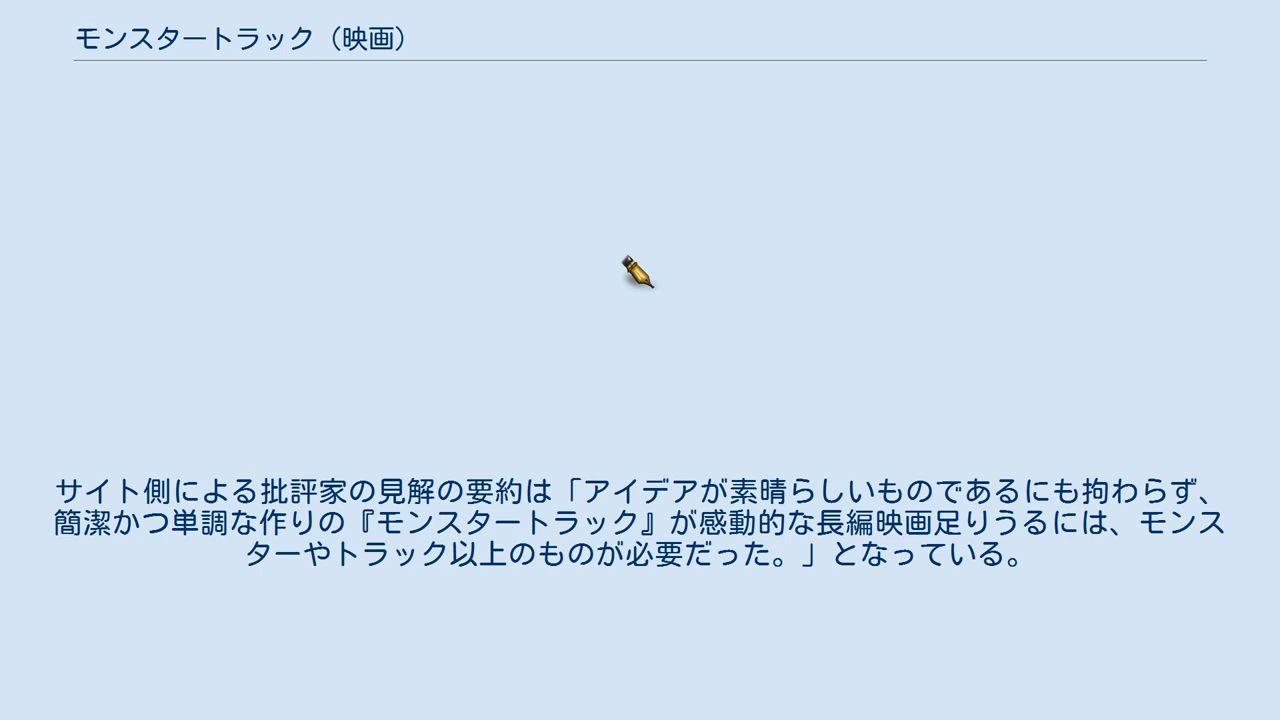 モンスタートラック（映画）
サイト側による批評家の見解の要約は「アイデアが素晴らしいものであるにも拘わらず、
簡潔かつ単調な作りの『モンスタートラック』が感動的な長編映画足りうるには、モンス
ターやトラック以上のものが必要だった。」となっている。